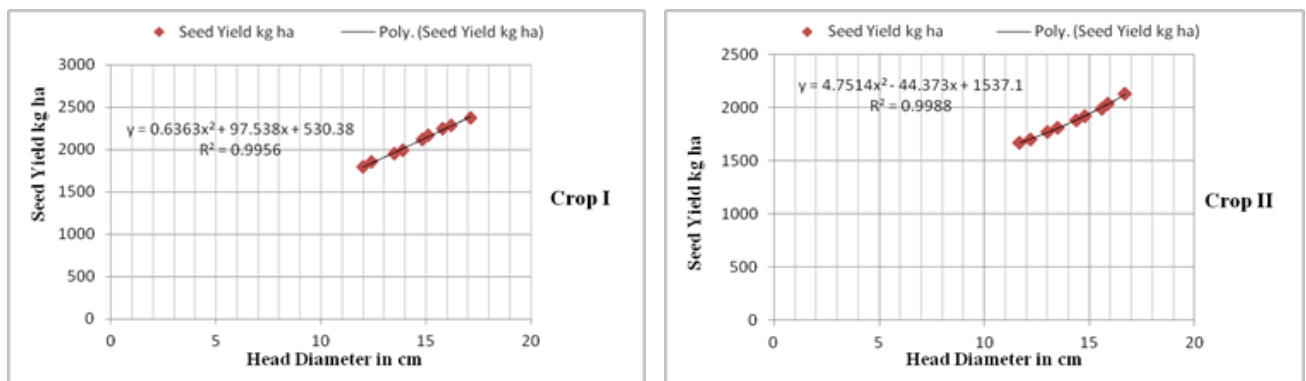 Seed Yield kg ha
Poly. (Seed Yield kg ha)
3000
2500
2000
1500
1000
500
0
y = 0.6363x² + 97.538x + 530.38
R² = 0.9956
Seed Yield kg ha
Crop I
0 5 10 15 20
Head Diameter in cm
Seed Yield kg ha
Poly. (Seed Yield kg ha)
2500
2000
1500
1000
500
0
y = 4.7514x² - 44.373x + 1537.1
R² = 0.9988
Seed Yield kg ha
Crop II
0 5 10 15 20
Head Diameter in cm